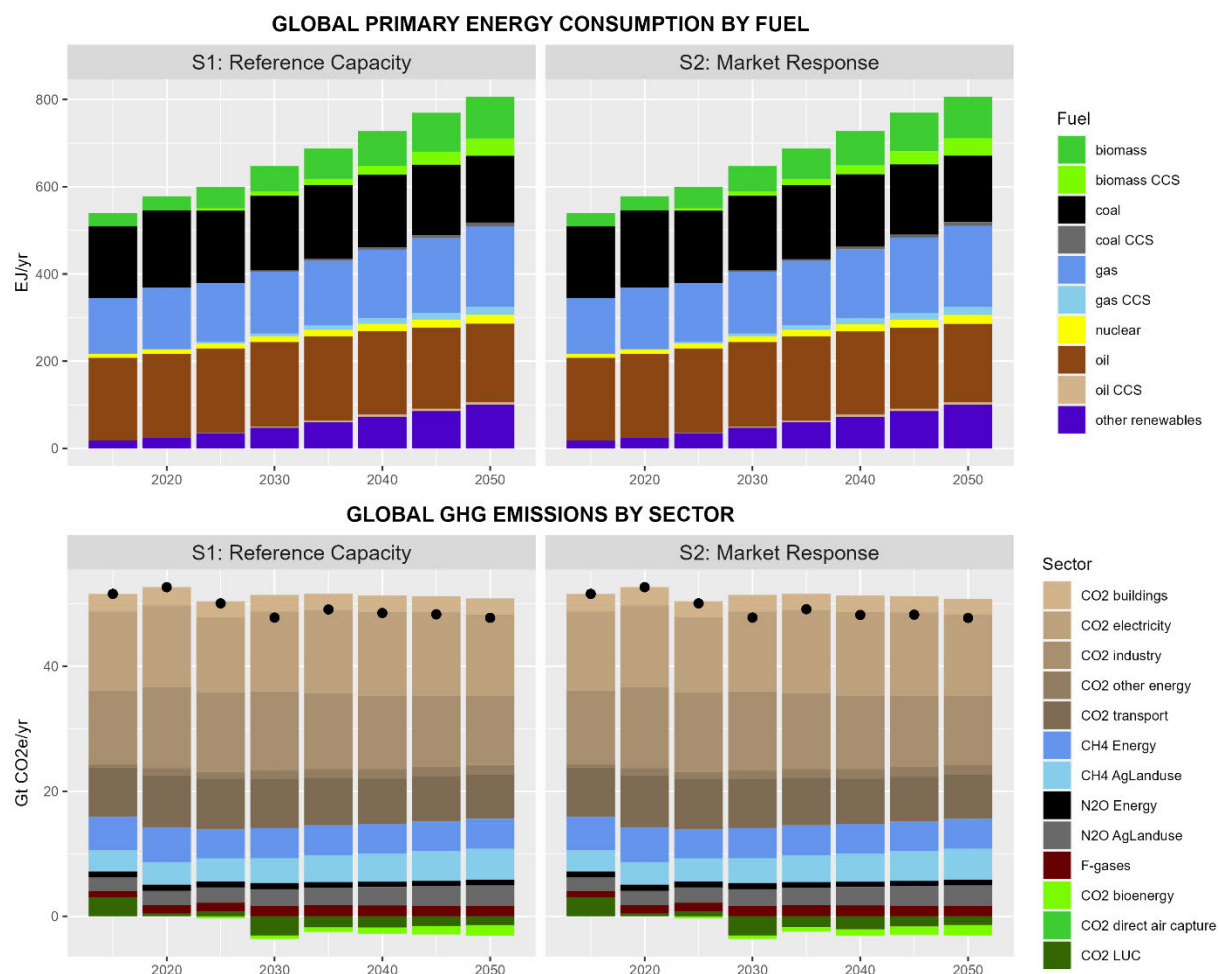 GLOBAL PRIMARY ENERGY CONSUMPTION BY FUEL
S1: Reference Capacity
S2: Market Response
800
600
400
200
0
EJ/yr
2020
2030
2040
2050
2020
2030
2040
2050
Fuel
biomass
biomass CCS
coal
coal CCS
gas
gas CCS
nuclear
oil
oil CCS
other renewables
GLOBAL GHG EMISSIONS BY SECTOR
S1: Reference Capacity
S2: Market Response
40
20
0
Gt CO2e/yr
2020
2030
2040
2050
2020
2030
2040
2050
Sector
CO2 buildings
CO2 electricity
CO2 industry
CO2 other energy
CO2 transport
CH4 Energy
CH4 AgLanduse
N2O Energy
N2O AgLanduse
F-gases
CO2 bioenergy
CO2 direct air capture
CO2 LUC